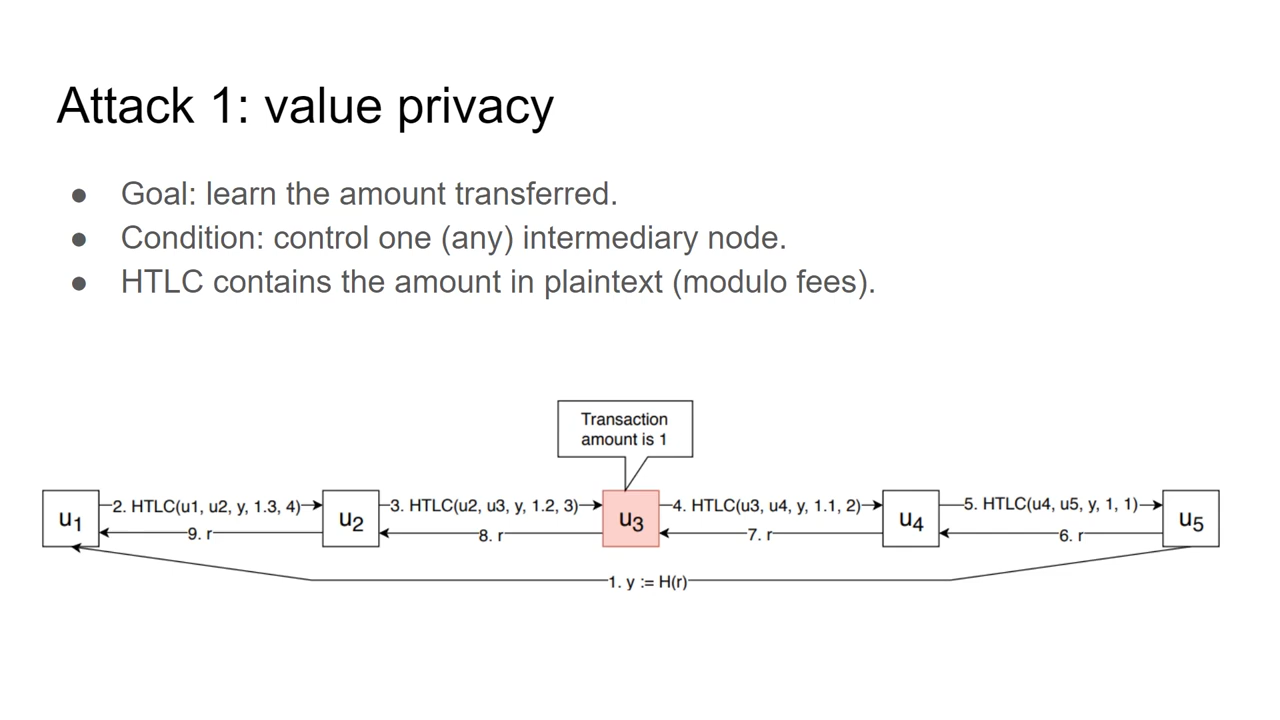 Attack 1: value privacy
● Goal: learn the amount transferred.
● Condition: control one (any) intermediary node.
● HTLC contains the amount in plaintext (modulo fees).
Transaction
amount is 1
u1
2. HTLC(u1, u2, y, 1.3, 4)
9. r
u2
3. HTLC(u2, u3, y, 1.2, 3)
8. r
u3
4. HTLC(u3, u4, y, 1.1, 2)
7. r
u4
5. HTLC(u4, u5, y, 1, 1)
6. r
u5
1. y := H(r)